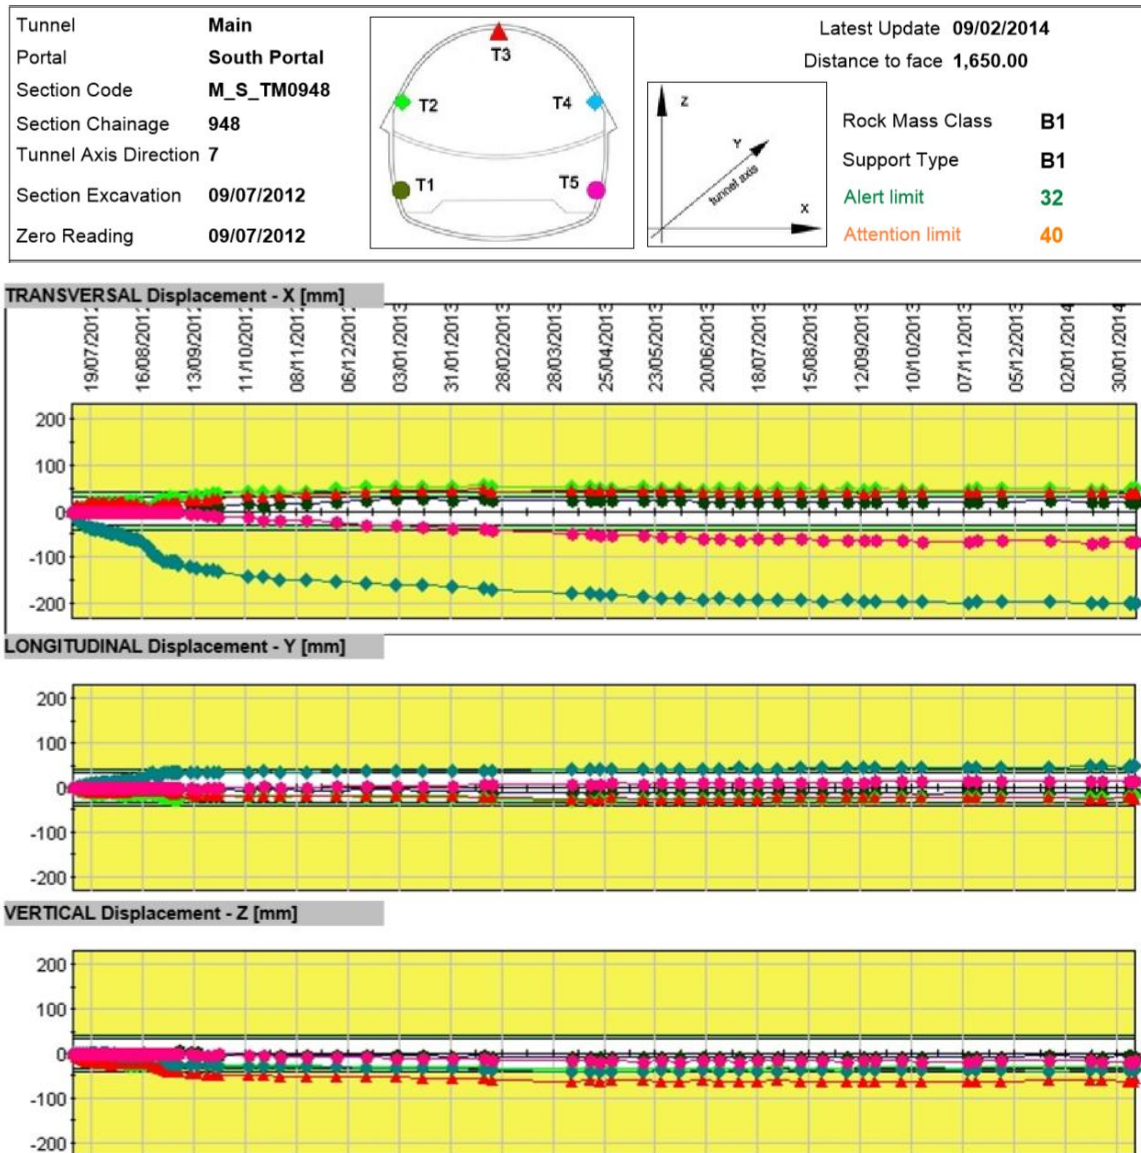 Tunnel Main
Portal South Portal
Section Code M_S_TM0948
Section Chainage 948
Tunnel Axis Direction 7
Section Excavation 09/07/2012
Zero Reading 09/07/2012
T3
T2 T4
T1 T5
Z
Y
tunnel axis
X
Latest Update 09/02/2014
Distance to face 1,650.00
Rock Mass Class B1
Support Type B1
Alert limit 32
Attention limit 40
TRANSVERSAL Displacement - X [mm]
19/07/2012 16/08/2012 13/09/2012 11/10/2012 08/11/2012 06/12/2012 03/01/2013 31/01/2013 28/02/2013 28/03/2013 25/04/2013 23/05/2013 20/06/2013 18/07/2013 15/08/2013 12/09/2013 10/10/2013 07/11/2013 05/12/2013 02/01/2014 30/01/2014
200
100
0
-100
-200
LONGITUDINAL Displacement - Y [mm]
200
100
0
-100
-200
VERTICAL Displacement - Z [mm]
200
100
0
-100
-200